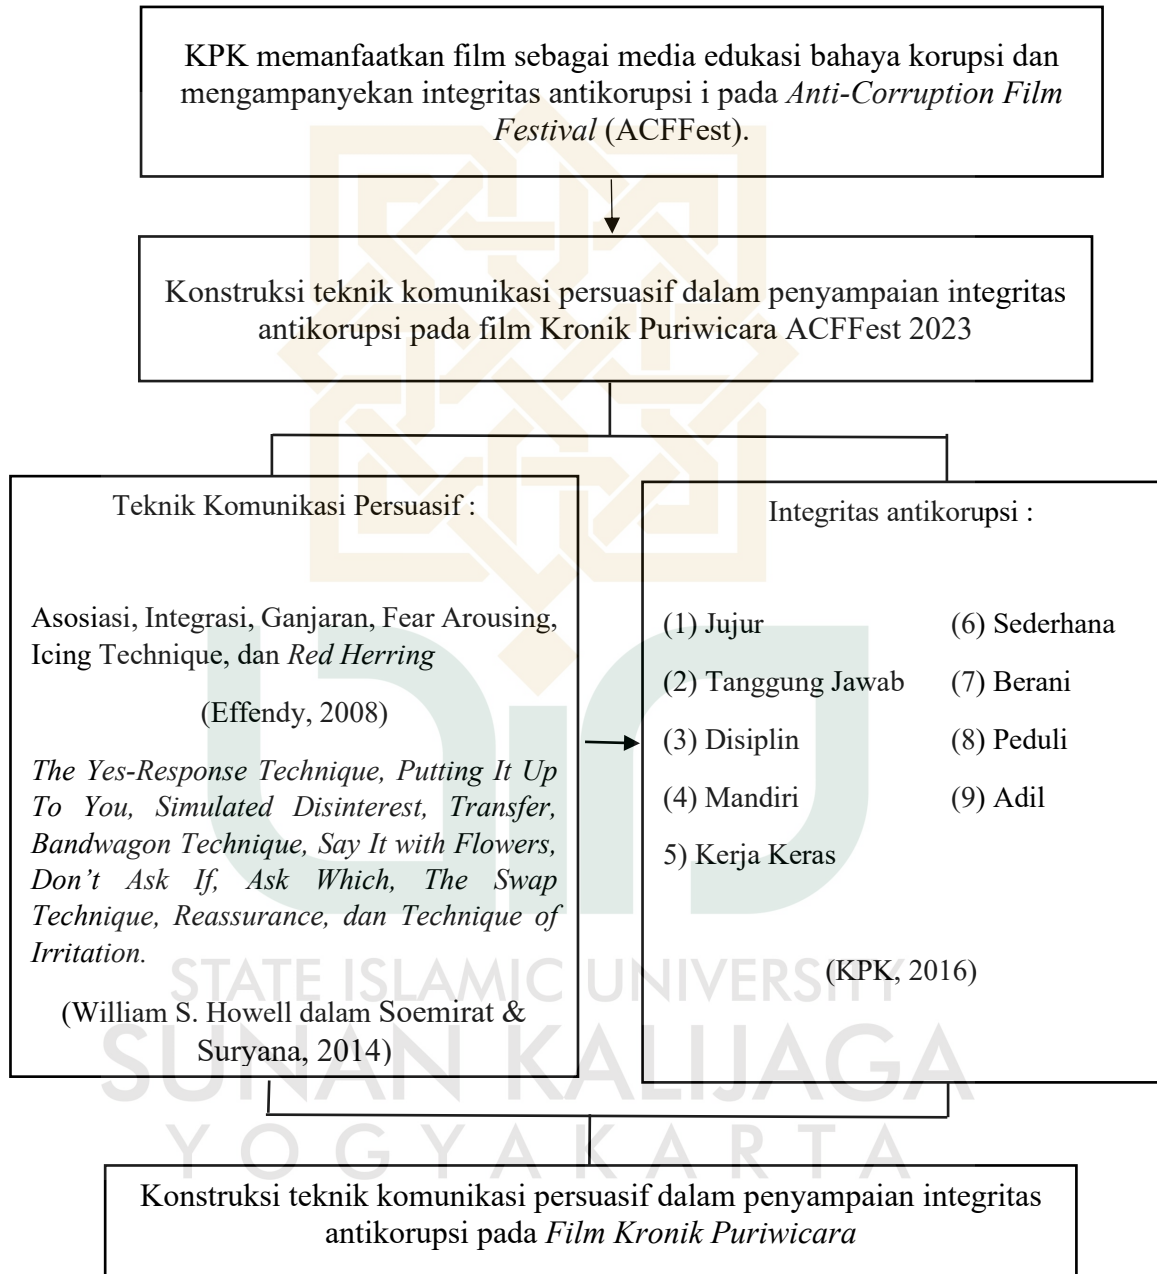 KPK memanfaatkan film sebagai media edukasi bahaya korupsi dan
mengampanyekan integritas antikorupsi i pada Anti-Corruption Film
Festival (ACFFest).
Konstruksi teknik komunikasi persuasif dalam penyampaian integritas
antikorupsi pada film Kronik Puriwicara ACFFest 2023
Teknik Komunikasi Persuasif :
Asosiasi, Integrasi, Ganjaran, Fear Arousing,
Icing Technique, dan Red Herring
(Effendy, 2008)
The Yes-Response Technique, Putting It Up
To You, Simulated Disinterest, Transfer,
Bandwagon Technique, Say It with Flowers,
Don’t Ask If, Ask Which, The Swap
Technique, Reassurance, dan Technique of
Irritation.
(William S. Howell dalam Soemirat &
Suryana, 2014)
Integritas antikorupsi :
(1) Jujur
(2) Tanggung Jawab
(3) Disiplin
(4) Mandiri
5) Kerja Keras
(6) Sederhana
(7) Berani
(8) Peduli
(9) Adil
(KPK, 2016)
Konstruksi teknik komunikasi persuasif dalam penyampaian integritas
antikorupsi pada Film Kronik Puriwicara
STATE ISLAMIC UNIVERSITY
SUNAN KALIJAGA
YOGYAKARTA